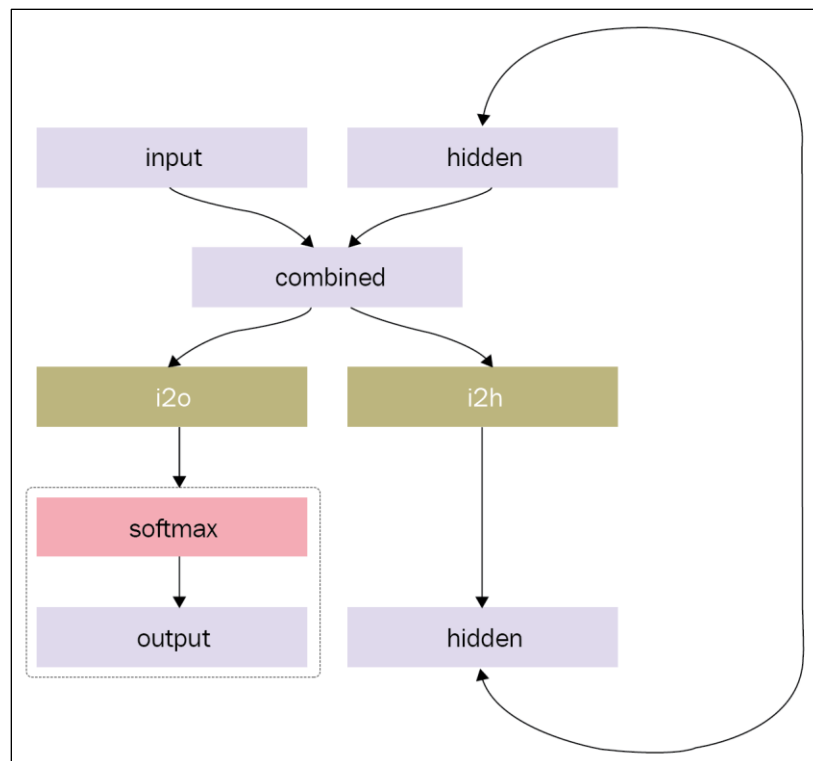 input
hidden
combined
i2o
i2h
softmax
output
hidden